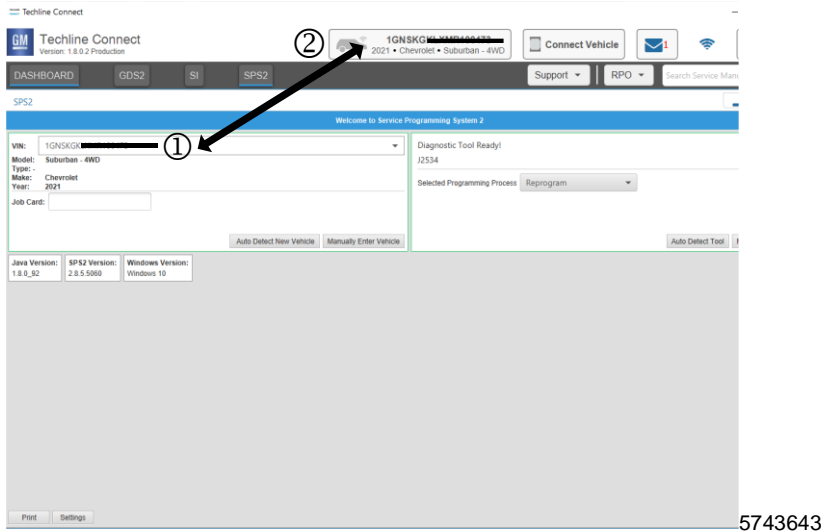 Techline Connect
GM
Techline Connect
Version: 1.8.0.2 Production
②
2021 • Chevrolet • Suburban - 4WD
Connect Vehicle
1
DASHBOARD
GDS2
SI
SPS2
Support
RPO
Search Service Man
SPS2
Welcome to Service Programming System 2
VIN: 1GNSKGK
①
Model: Suburban - 4WD
Type: -
Make: Chevrolet
Year: 2021
Job Card:
Auto Detect New Vehicle
Manually Enter Vehicle
Diagnostic Tool Ready!
J2534
Selected Programming Process Reprogram
Auto Detect Tool
Java Version:
1.8.0_92
SPS2 Version:
2.8.5.5060
Windows Version:
Windows 10
Print
Settings
5743643